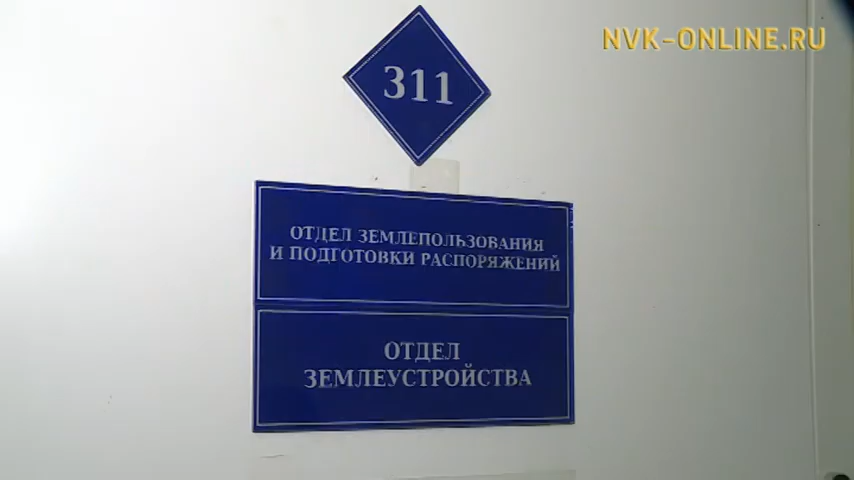 NVK-ONLINE.RU
311
ОТДЕЛ ЗЕМЛЕПОЛЬЗОВАНИЯ
И ПОДГОТОВКИ РАСПОРЯЖЕНИЙ
ОТДЕЛ
ЗЕМЛЕУСТРОЙСТВА